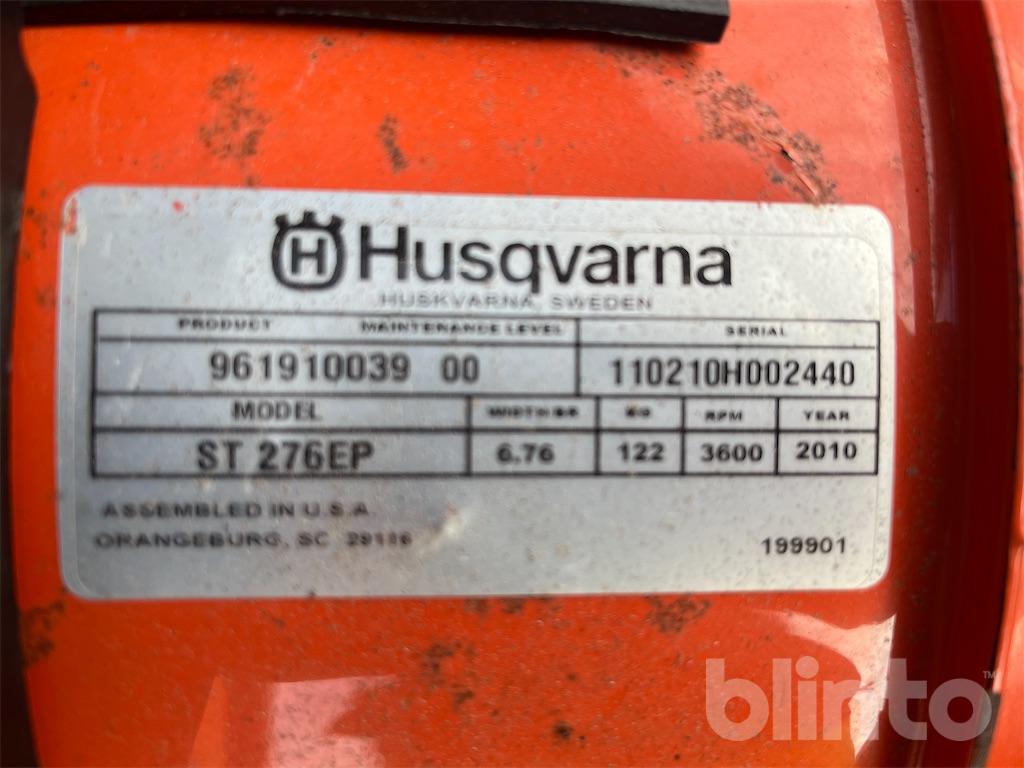 H Husqvarna
HUSKVARNA, SWEDEN
PRODUCT MAINTENANCE LEVEL SERIAL
961910039 00 110210H002440
MODEL KG RPM YEAR
ST 276EP 6.76 122 3600 2010
ASSEMBLED IN U.S.A.
ORANGEBURG, SC
199901
blinto™